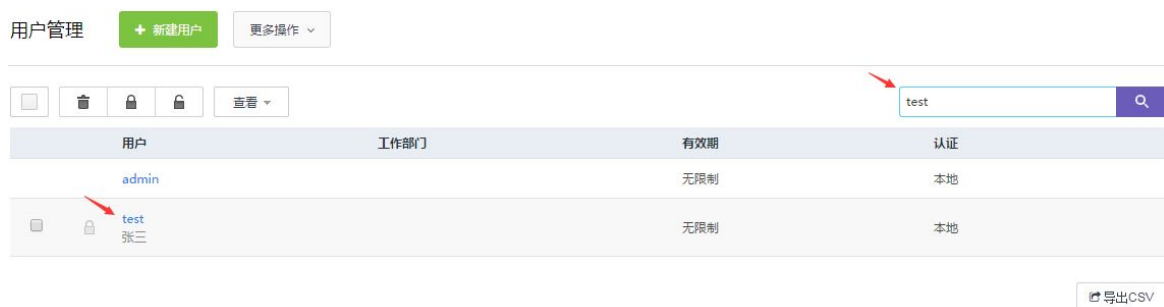 用户管理 + 新建用户 更多操作
查看 test
用户 工作部门 有效期 认证
admin 无限制 本地
test 无限制 本地
张三
导出CSV